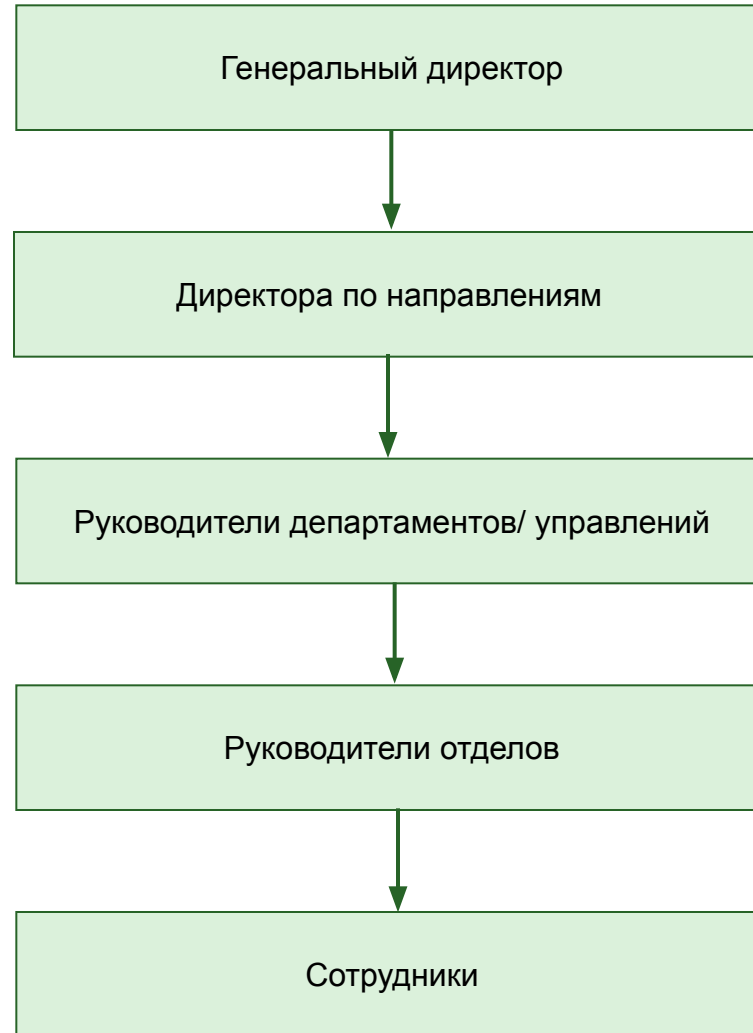 Генеральный директор
Директора по направлениям
Руководители департаментов/ управлений
Руководители отделов
Сотрудники